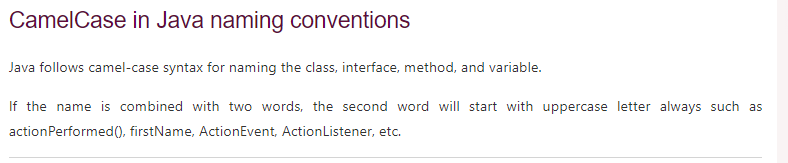 CamelCase in Java naming conventions
Java follows camel-case syntax for naming the class, interface, method, and variable.
If the name is combined with two words, the second word will start with uppercase letter always such as
actionPerformed(), firstName, ActionEvent, ActionListener, etc.